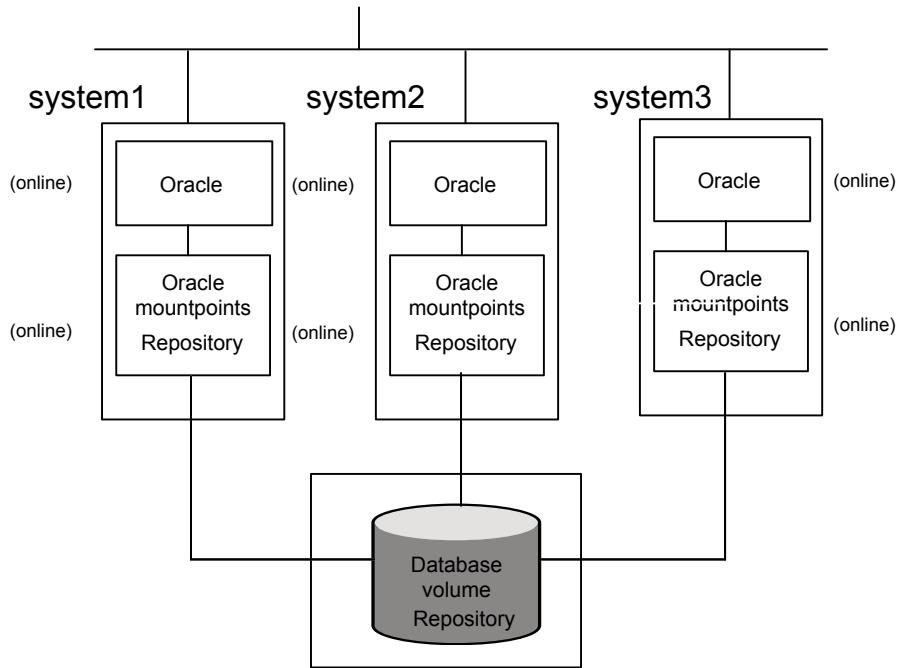 system1
system2
system3
(online)
Oracle
(online)
Oracle
Oracle
(online)
(online)
Oracle
mountpoints
Repository
(online)
Oracle
mountpoints
Repository
Oracle
mountpoints
Repository
(online)
Database
volume
Repository